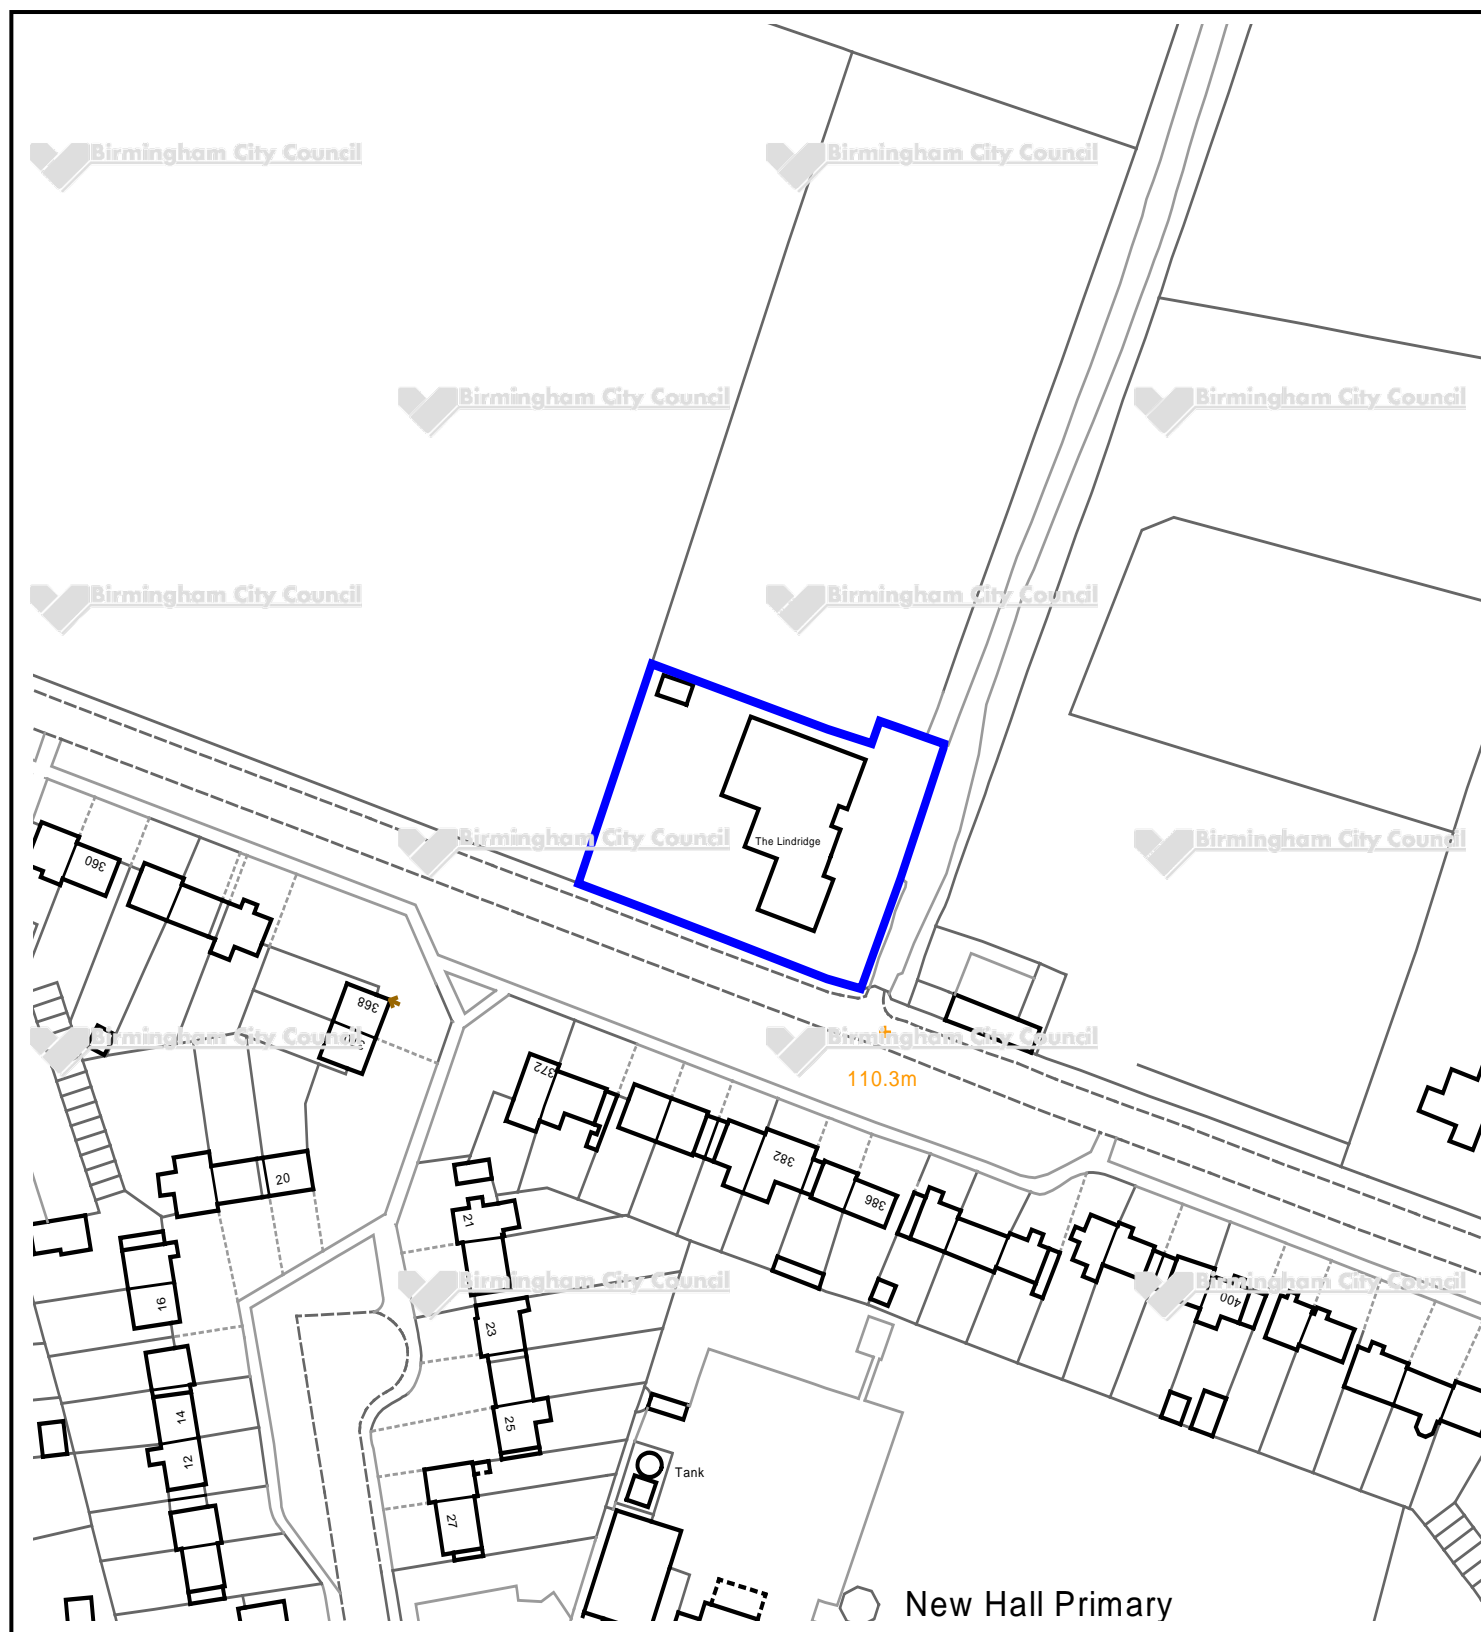 Birmingham City Council
Birmingham City Council
Birmingham City Council
Birmingham City Council
Birmingham City Council
Birmingham City Council
Birmingham City Council
Birmingham City Council
The Lindridge
360
368
Birmingham City Council
Birmingham City Council
110.3m
372
382
386
20
21
Birmingham City Council
Birmingham City Council
400
16
23
14
25
12
Tank
27
New Hall Primary